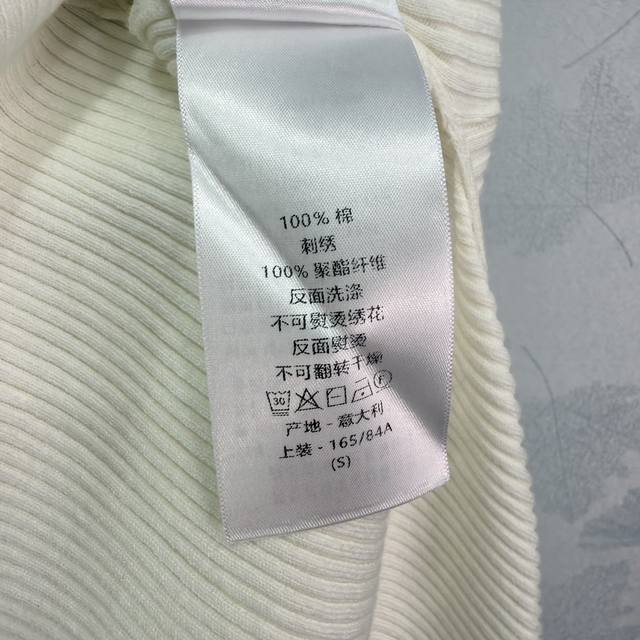 100% 棉
刺绣
100% 聚酯纤维
反面洗涤
不可熨烫绣花
反面熨烫
不可翻转干燥
30 F
产地 - 意大利
上装 - 165/84A
(S)